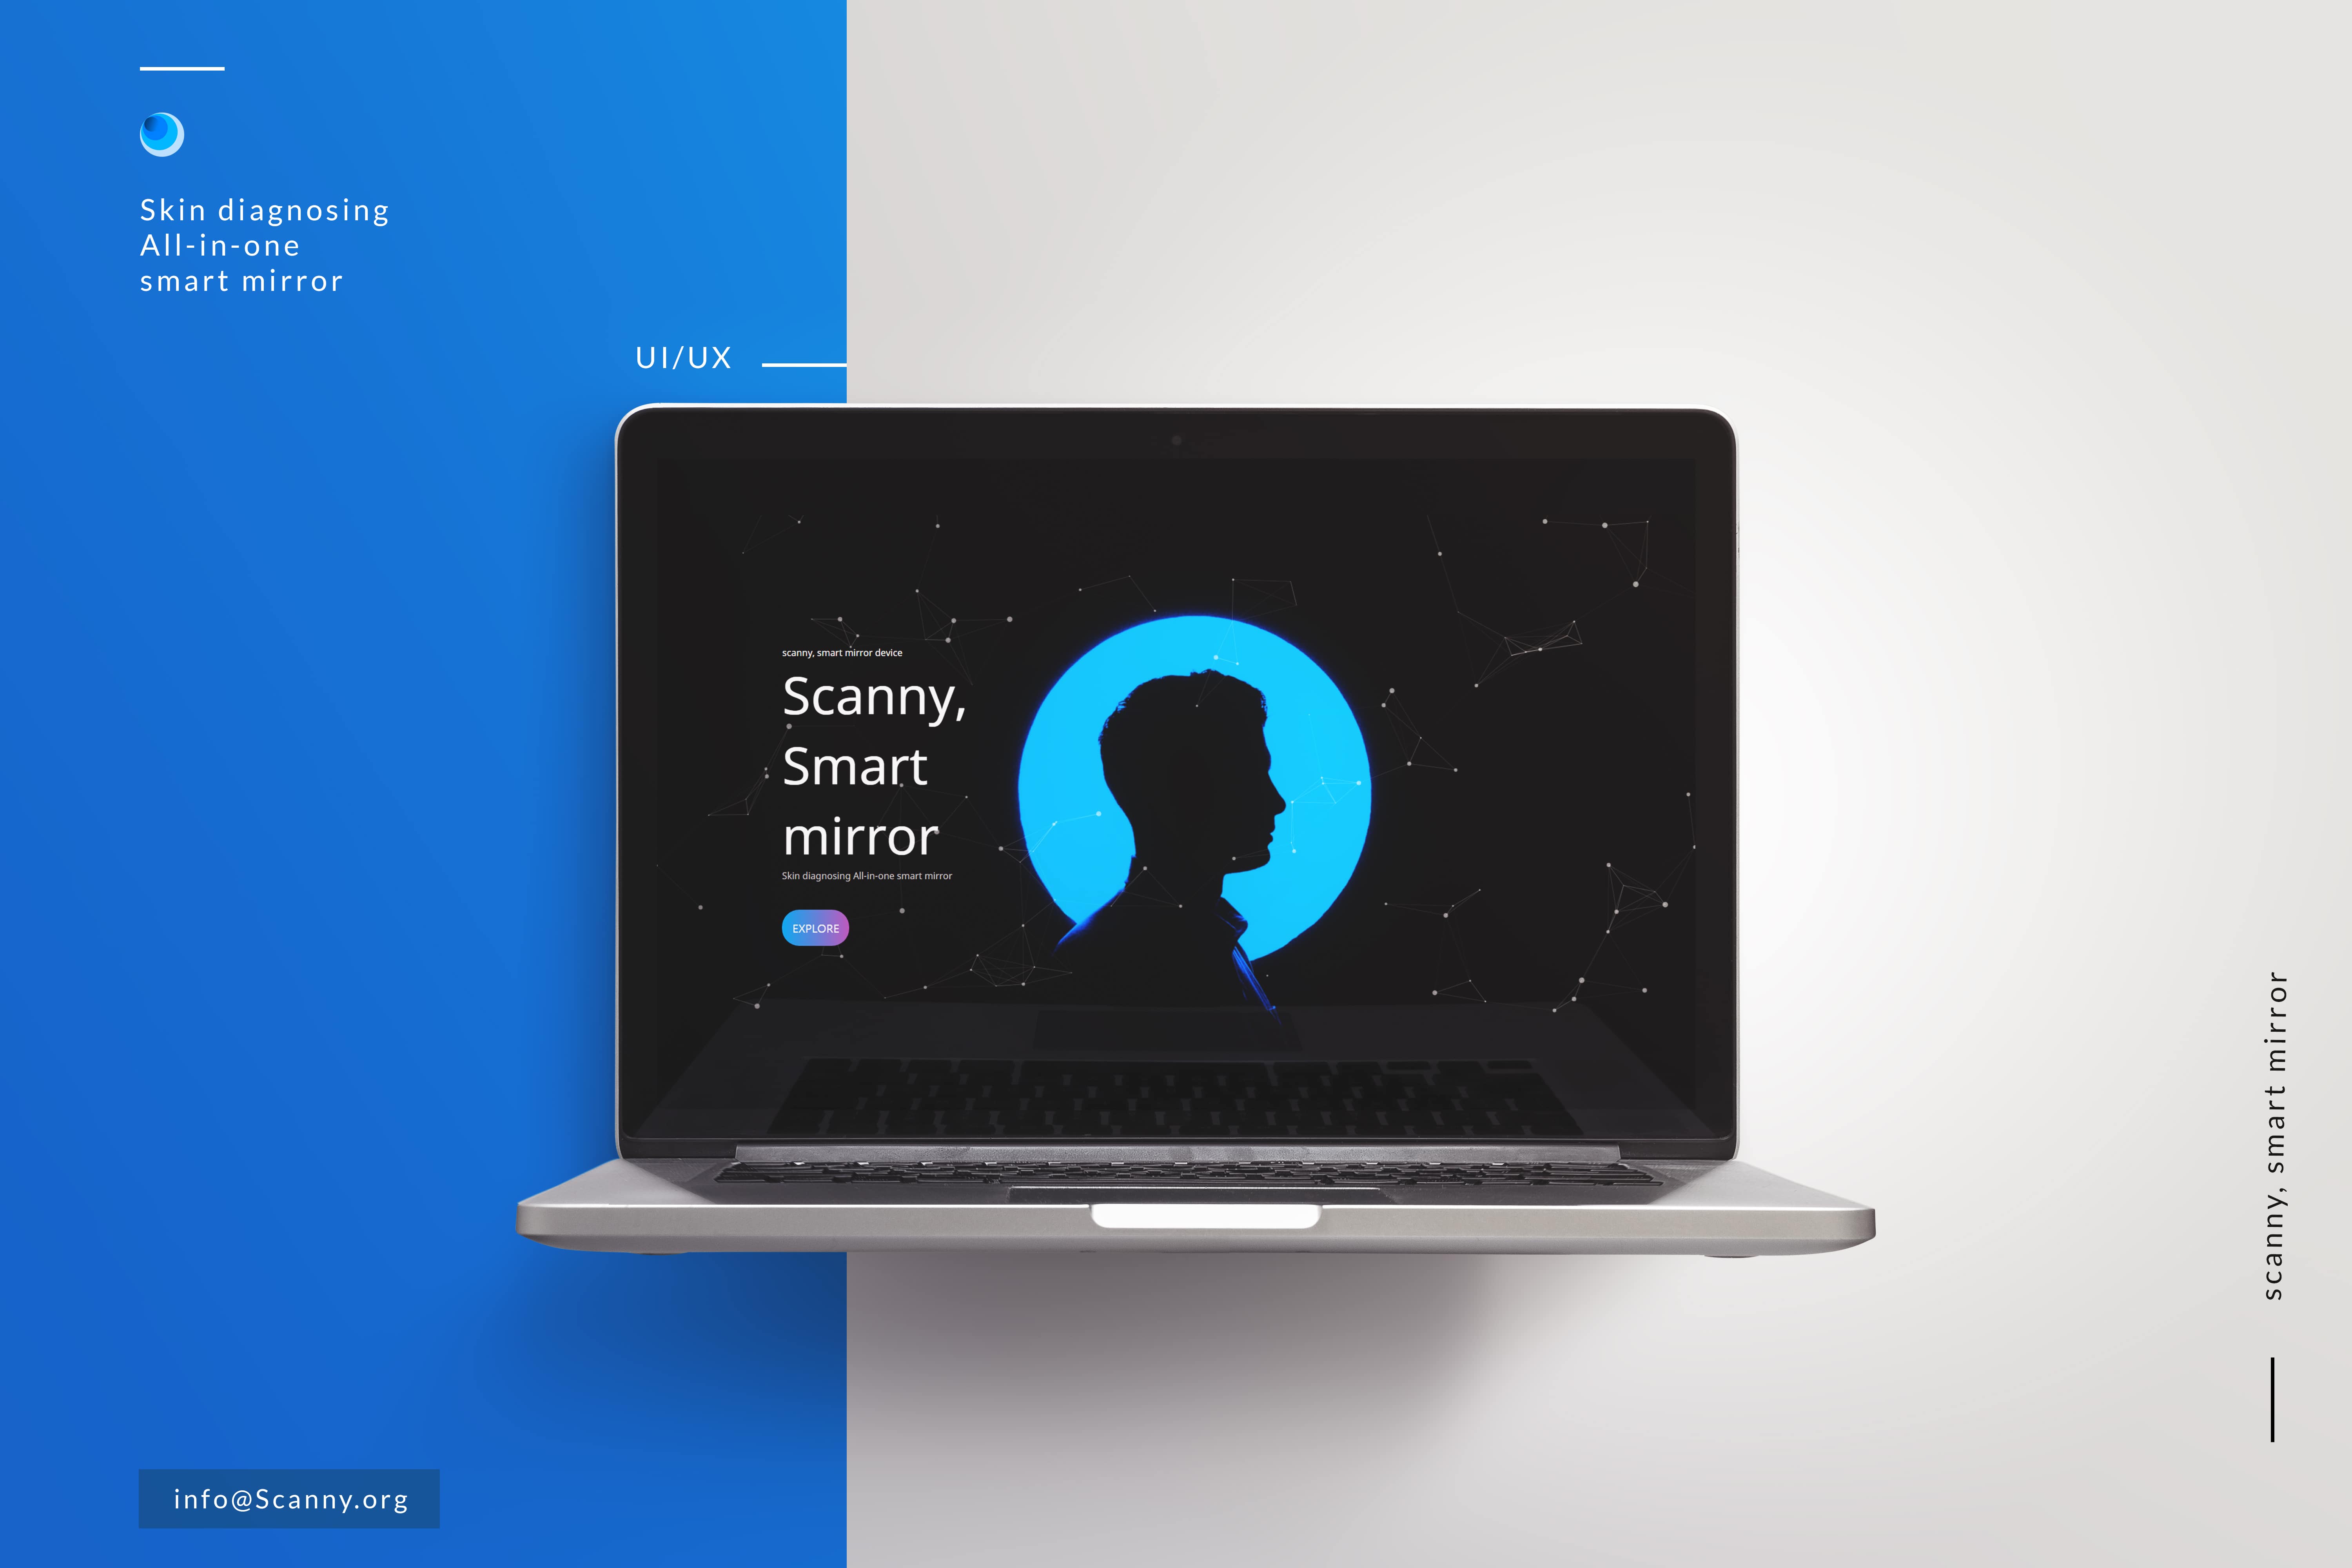 Skin diagnosing
All-in-one
smart mirror
UI/UX
scanny, smart mirror device
Scanny,
Smart
mirror
Skin diagnosing All-in-one smart mirror
EXPLORE
scanny, smart mirror
info@Scanny.org